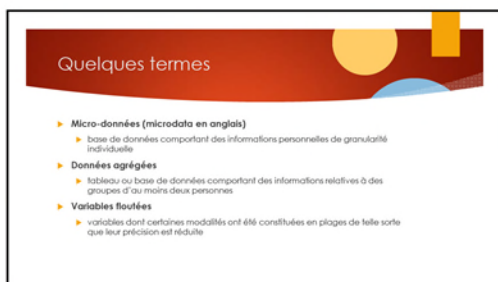 Quelques termes
Micro-données (microdata en anglais)
base de données comportant des informations personnelles de granularité
individuelle
Données agrégées
tableau ou base de données comportant des informations relatives à des
groupes d'au moins deux personnes
Variables floutées
variables dont certaines modalités ont été constituées en plages de telle sorte
que leur précision est réduite